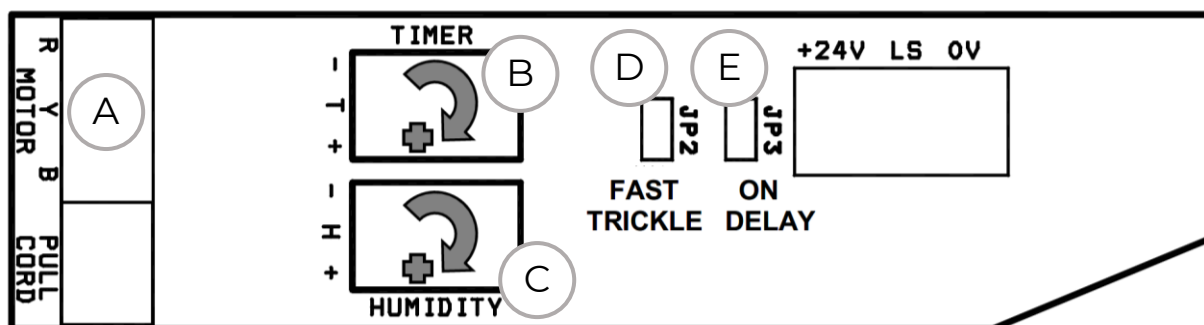 R Y B
MOTOR
PULL
CORD
A
TIMER
- T +
B
- H +
HUMIDITY
C
D
JP2
FAST
TRICKLE
E
JP3
ON
DELAY
+24V LS 0V